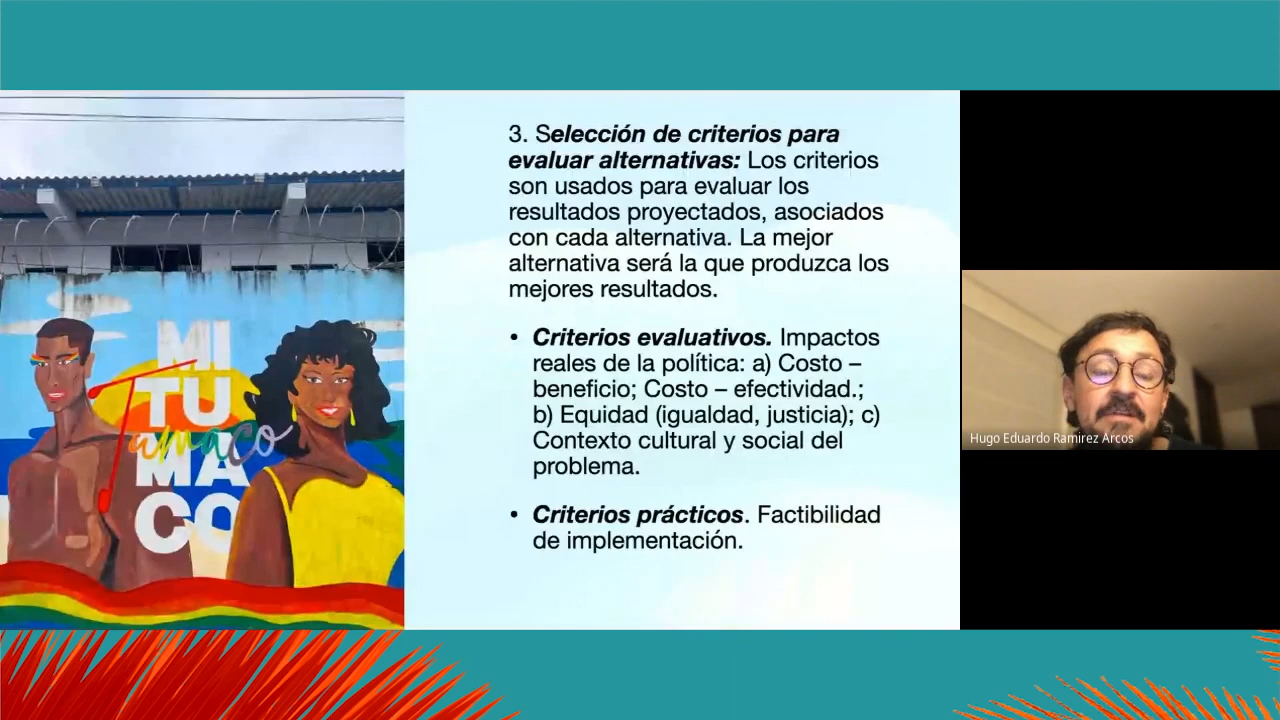 3. Selección de criterios para
evaluar alternativas: Los criterios
son usados para evaluar los
resultados proyectados, asociados
con cada alternativa. La mejor
alternativa será la que produzca los
mejores resultados.
• Criterios evaluativos. Impactos
reales de la política: a) Costo –
beneficio; Costo – efectividad.;
b) Equidad (igualdad, justicia); c)
Contexto cultural y social del
problema.
• Criterios prácticos. Factibilidad
de implementación.
MI
TU
Tumaco
MA
CO
Hugo Eduardo Ramirez Arcos